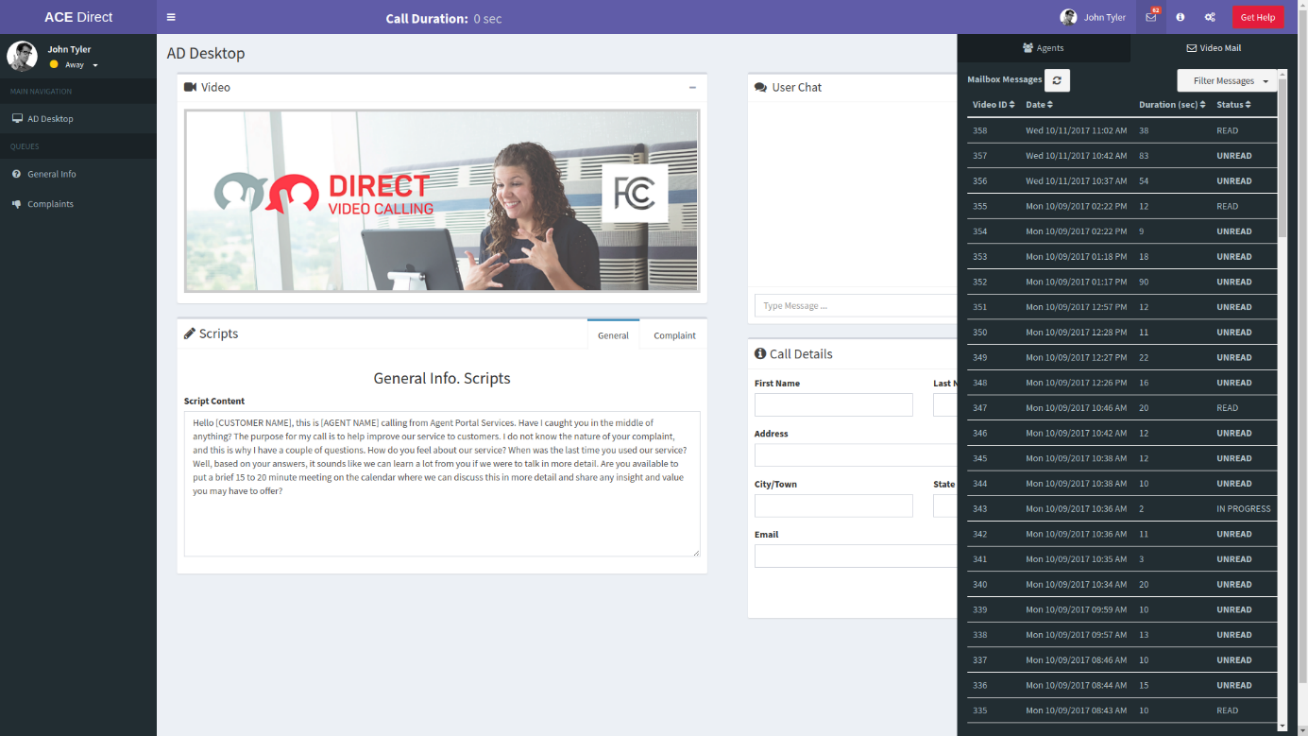 ACE Direct
Call Duration: 0 sec
62
John Tyler
Get Help
John Tyler
Away
MAIN NAVIGATION
AD Desktop
QUEUES
General Info
Complaints
AD Desktop
Video
DIRECT
VIDEO CALLING
FC
Scripts
General
Complaint
General Info. Scripts
Script Content
Hello [CUSTOMER NAME], this is [AGENT NAME] calling from Agent Portal Services. Have I caught you in the middle of
anything? The purpose for my call is to help improve our service to customers. I do not know the nature of your complaint,
and this is why I have a couple of questions. How do you feel about our service? When was the last time you used our service?
Well, based on your answers, it sounds like we can learn a lot from you if we were to talk in more detail. Are you available to
put a brief 15 to 20 minute meeting on the calendar where we can discuss this in more detail and share any insight and value
you may have to offer?
User Chat
Type Message ...
Call Details
First Name
Last N
Address
City/Town
State
Email
Agents
Video Mail
Mailbox Messages
Filter Messages
Video ID Date Duration (sec) Status
358 Wed 10/11/2017 11:02 AM 38 READ
357 Wed 10/11/2017 10:42 AM 83 UNREAD
356 Wed 10/11/2017 10:37 AM 54 UNREAD
355 Mon 10/09/2017 02:22 PM 12 READ
354 Mon 10/09/2017 02:22 PM 9 UNREAD
353 Mon 10/09/2017 01:18 PM 18 UNREAD
352 Mon 10/09/2017 01:17 PM 90 UNREAD
351 Mon 10/09/2017 12:57 PM 12 UNREAD
350 Mon 10/09/2017 12:28 PM 11 UNREAD
349 Mon 10/09/2017 12:27 PM 22 UNREAD
348 Mon 10/09/2017 12:26 PM 16 UNREAD
347 Mon 10/09/2017 10:46 AM 20 READ
346 Mon 10/09/2017 10:42 AM 12 UNREAD
345 Mon 10/09/2017 10:38 AM 12 UNREAD
344 Mon 10/09/2017 10:38 AM 10 UNREAD
343 Mon 10/09/2017 10:36 AM 2 IN PROGRESS
342 Mon 10/09/2017 10:36 AM 11 UNREAD
341 Mon 10/09/2017 10:35 AM 3 UNREAD
340 Mon 10/09/2017 10:34 AM 20 UNREAD
339 Mon 10/09/2017 09:59 AM 10 UNREAD
338 Mon 10/09/2017 09:57 AM 13 UNREAD
337 Mon 10/09/2017 08:46 AM 10 UNREAD
336 Mon 10/09/2017 08:44 AM 15 UNREAD
335 Mon 10/09/2017 08:43 AM 10 READ